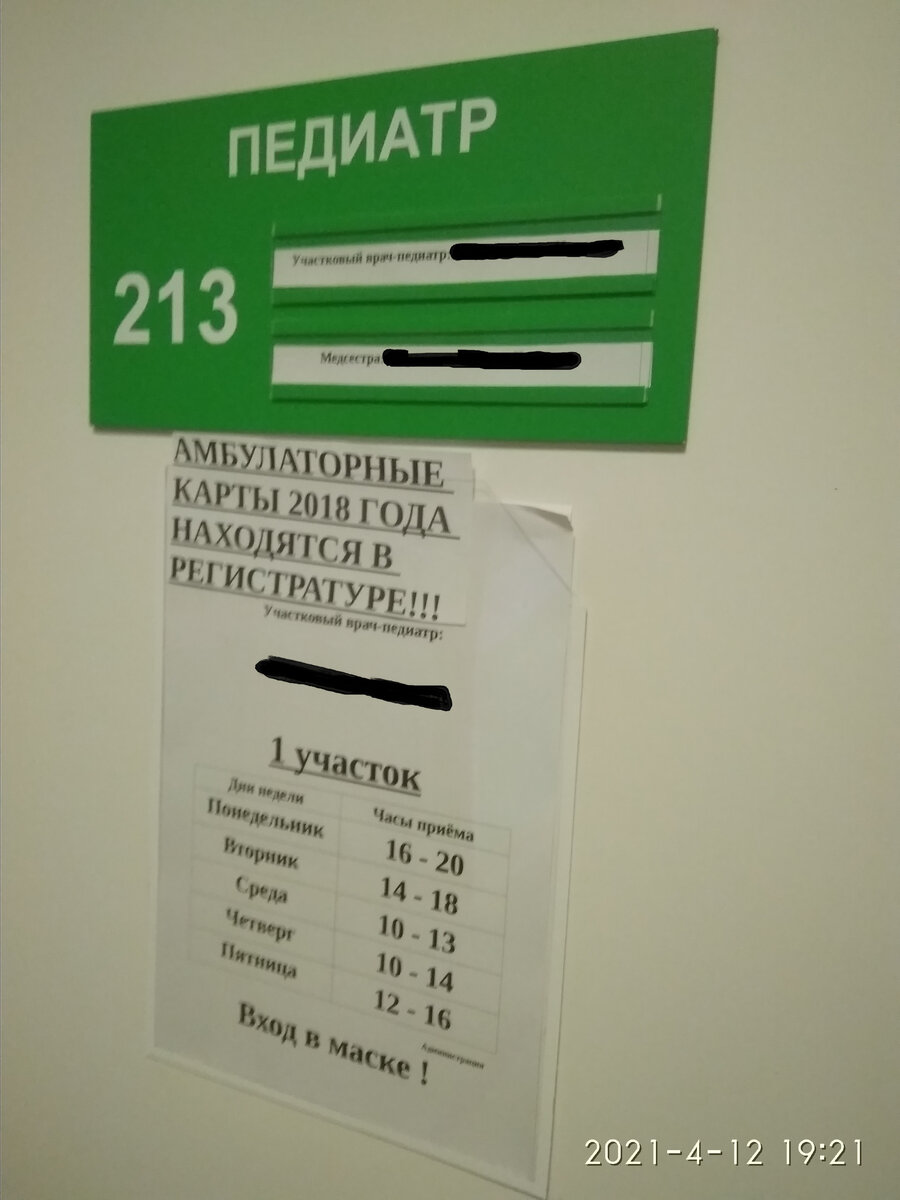 ПЕДИАТР
213
Участковый врач-педиатр:
Медсестра:
АМБУЛАТОРНЫЕ
КАРТЫ 2018 ГОДА
НАХОДЯТСЯ В
РЕГИСТРАТУРЕ!!!
Участковый врач-педиатр:
1 участок
Дни недели Часы приёма
Понедельник 16 - 20
Вторник 14 - 18
Среда 10 - 13
Четверг 10 - 14
Пятница 12 - 16
Администрация
Вход в маске !
2021-4-12 19:21